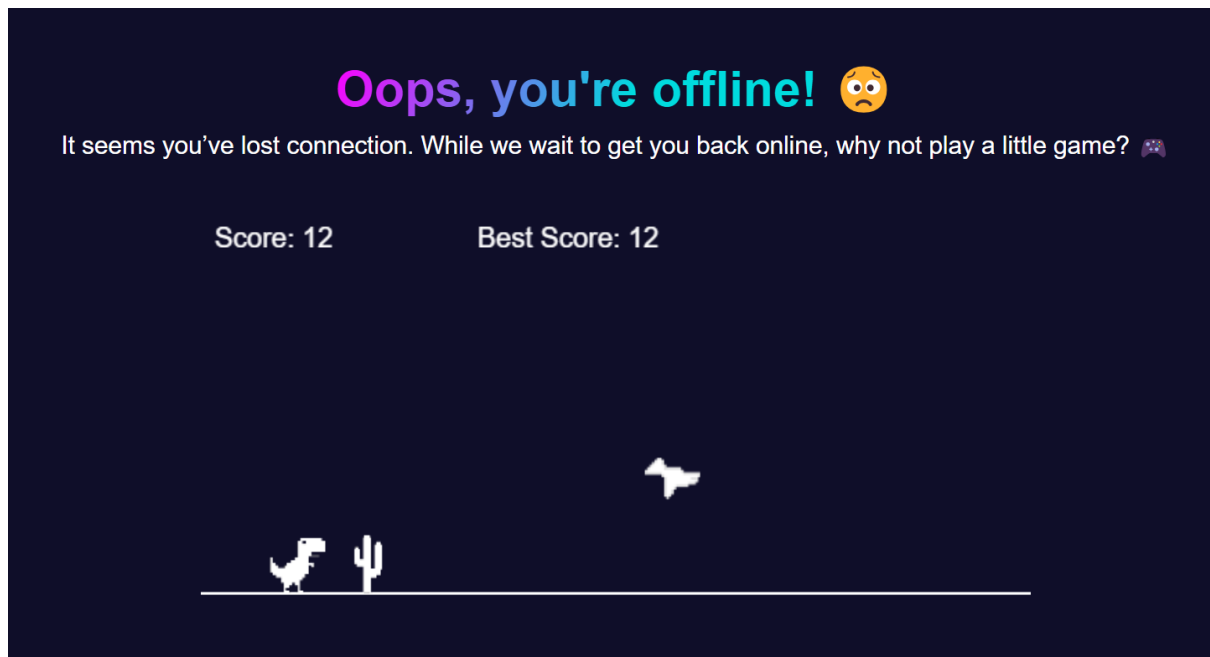 Oops, you're offline! 😟
It seems you’ve lost connection. While we wait to get you back online, why not play a little game? 🎮
Score: 12 Best Score: 12